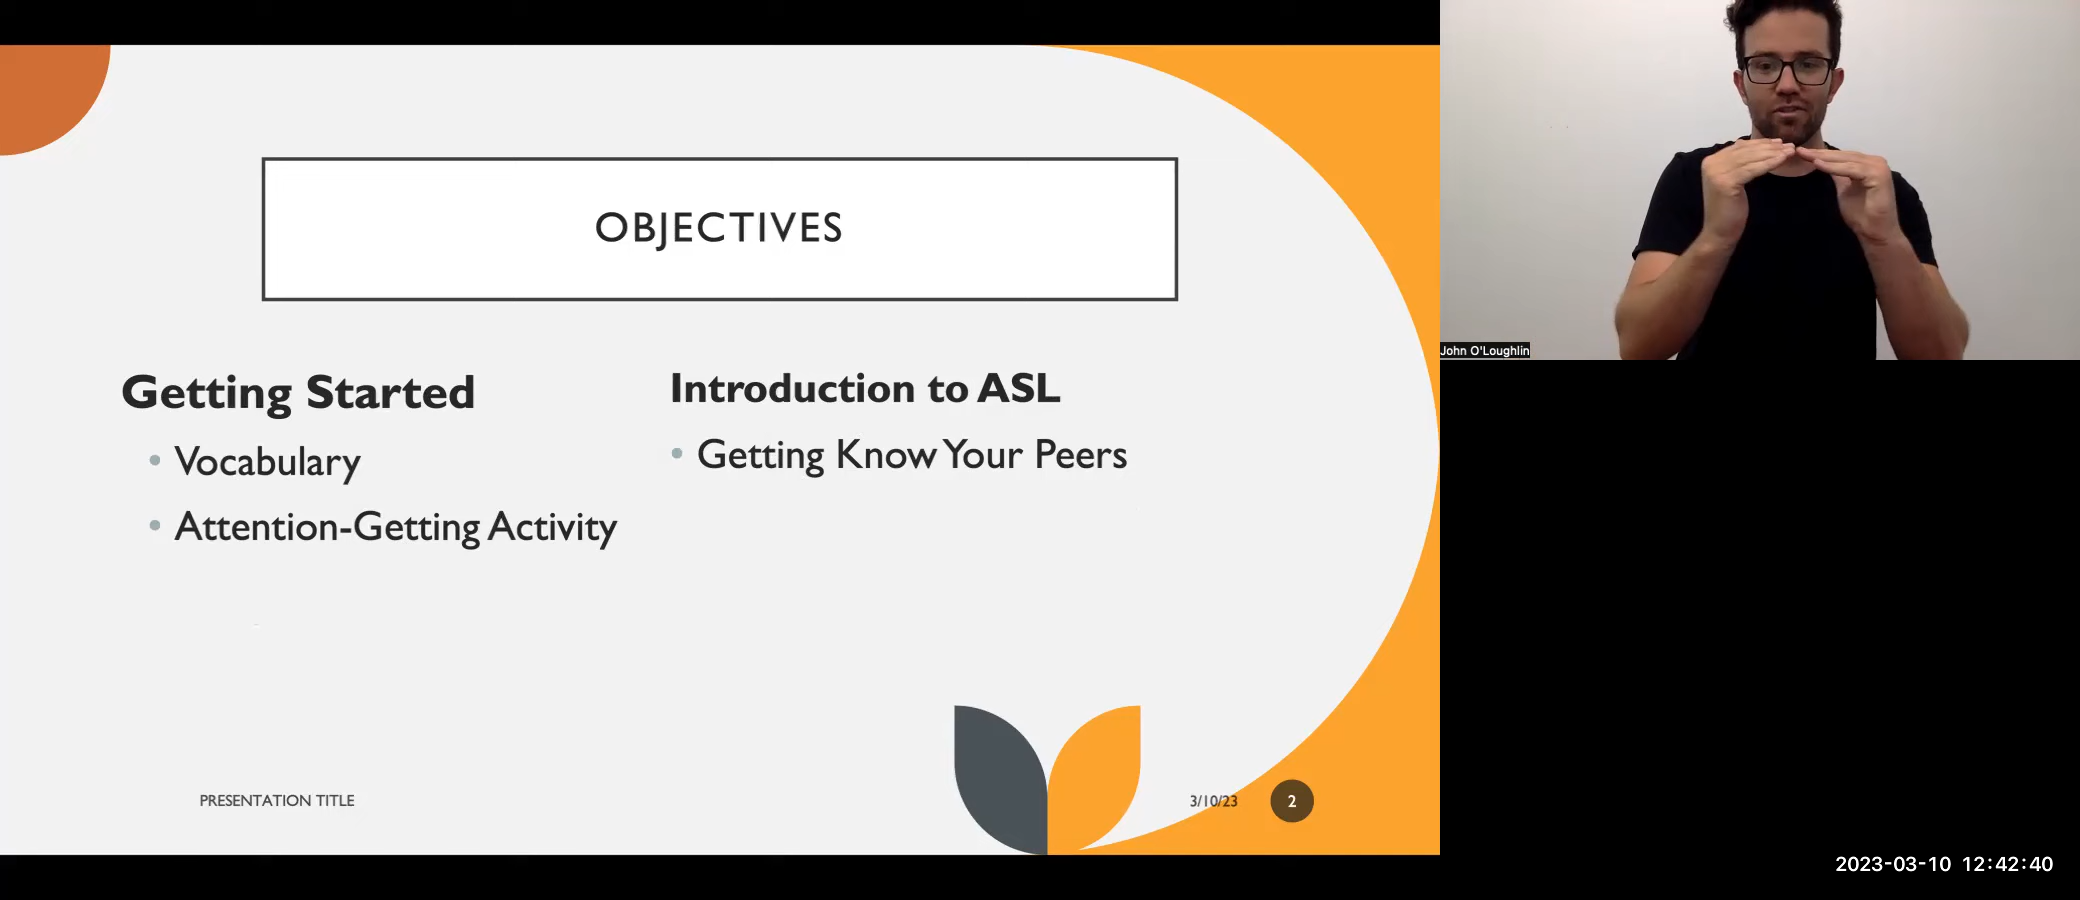 OBJECTIVES
Getting Started
• Vocabulary
• Attention-Getting Activity
Introduction to ASL
• Getting Know Your Peers
PRESENTATION TITLE
3/10/23
2
John O'Loughlin
2023-03-10 12:42:40